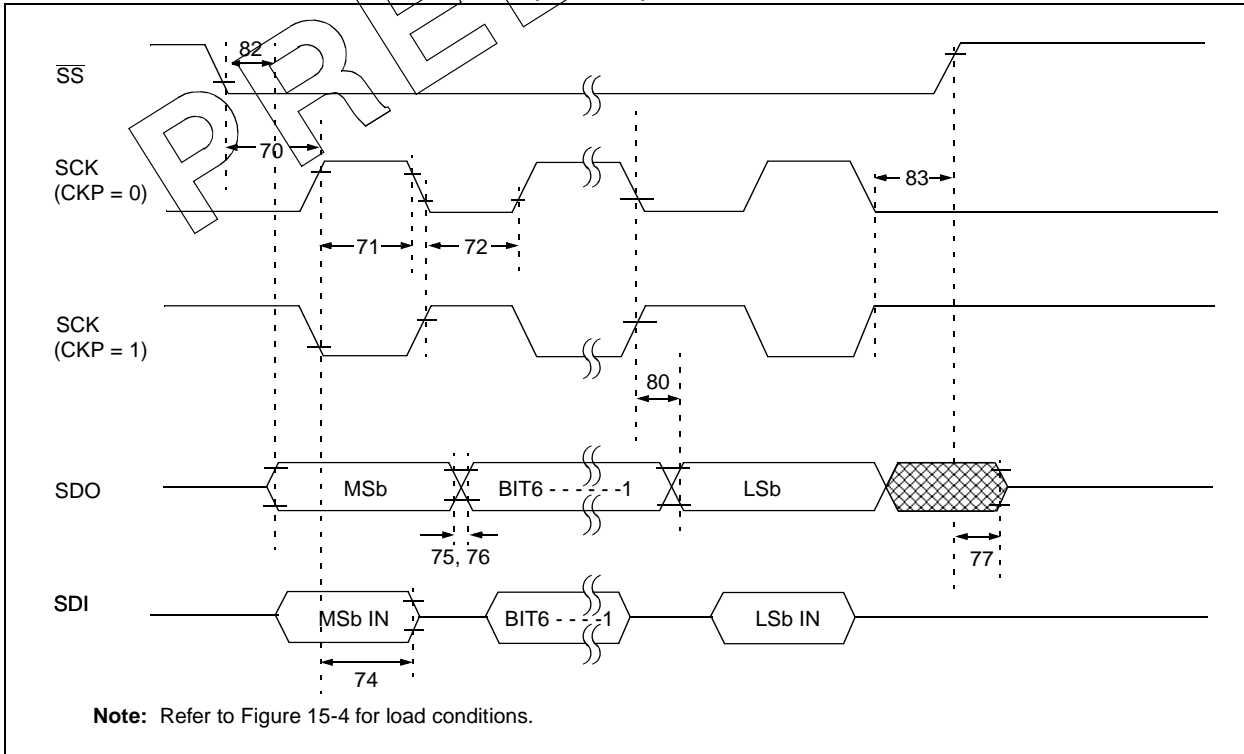 82
SS
70
SCK
(CKP = 0)
83
71
72
SCK
(CKP = 1)
80
SDO
MSb
BIT6 - - - - - -1
LSb
75, 76
77
SDI
MSb IN
BIT6 - - - -1
LSb IN
74
Note: Refer to Figure 15-4 for load conditions.